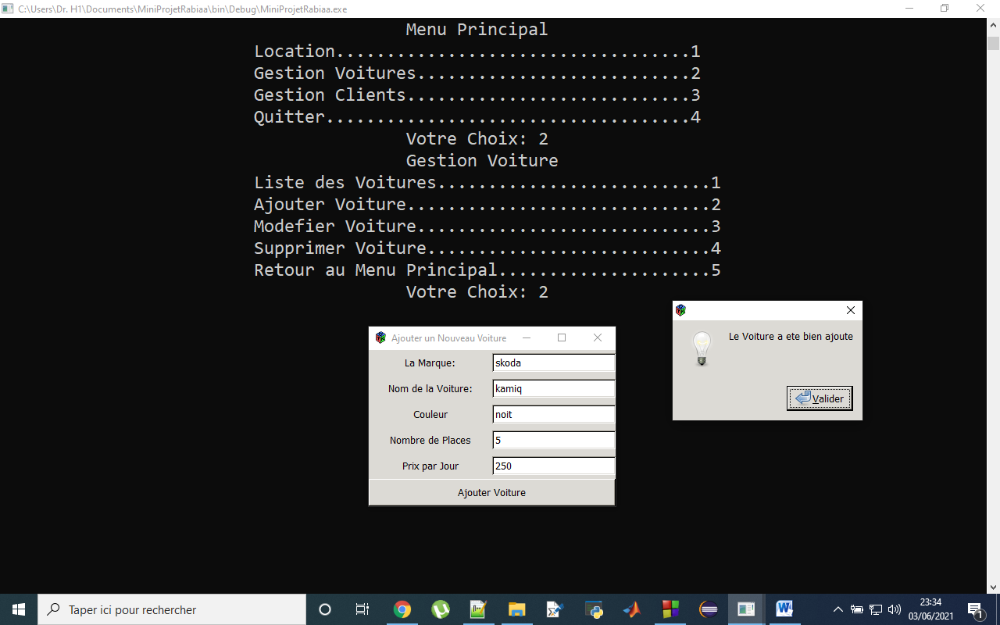 C:\Users\Dr. H1\Documents\MiniProjetRabiaa\bin\Debug\MiniProjetRabiaa.exe
Menu Principal
Location...................................1
Gestion Voitures...........................2
Gestion Clients............................3
Quitter....................................4
Votre Choix: 2
Gestion Voiture
Liste des Voitures...........................1
Ajouter Voiture..............................2
Modefier Voiture.............................3
Supprimer Voiture............................4
Retour au Menu Principal.....................5
Votre Choix: 2
Ajouter un Nouveau Voiture
La Marque: skoda
Nom de la Voiture: kamiq
Couleur noit
Nombre de Places 5
Prix par Jour 250
Ajouter Voiture
Le Voiture a ete bien ajoute
Valider
Taper ici pour rechercher
23:34
03/06/2021
1